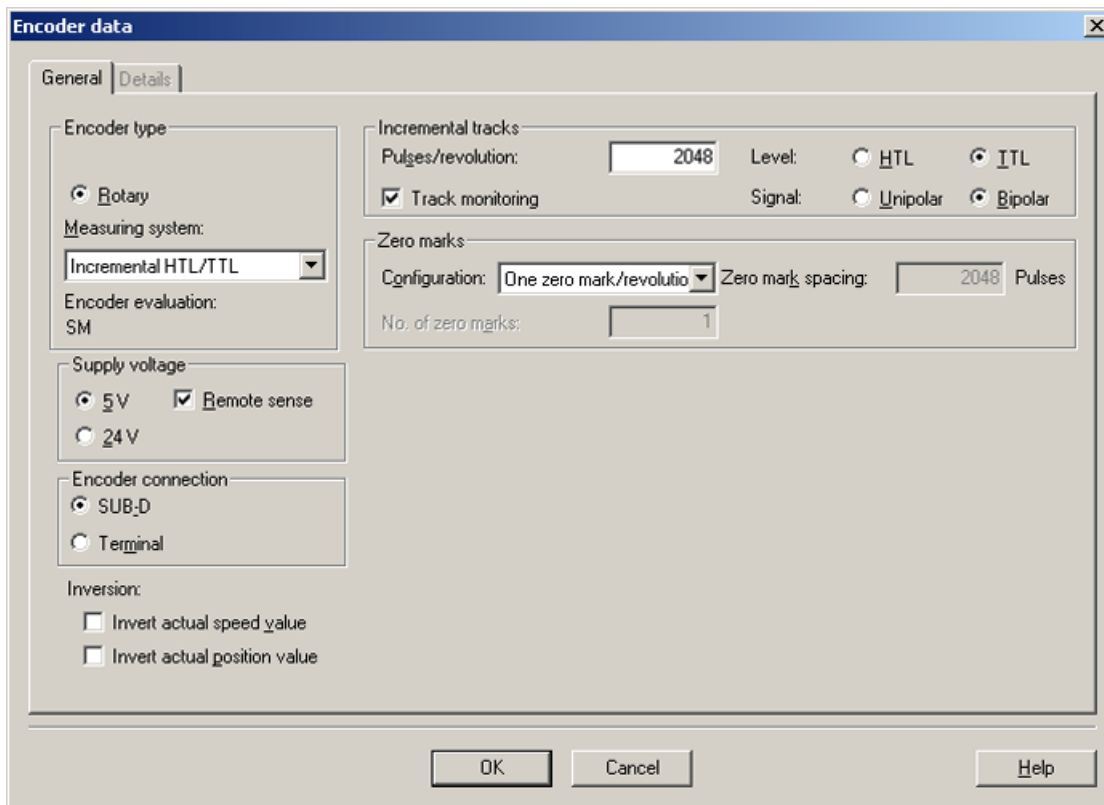 Encoder data
General Details
Encoder type
Rotary
Measuring system:
Incremental HTL/TTL
Encoder evaluation:
SM
Supply voltage
5 V Remote sense
24 V
Encoder connection
SUB-D
Terminal
Inversion:
Invert actual speed value
Invert actual position value
Incremental tracks
Pulses/revolution: 2048 Level: HTL TTL
Track monitoring Signal: Unipolar Bipolar
Zero marks
Configuration: One zero mark/revolutio Zero mark spacing: 2048 Pulses
No. of zero marks: 1
OK Cancel Help